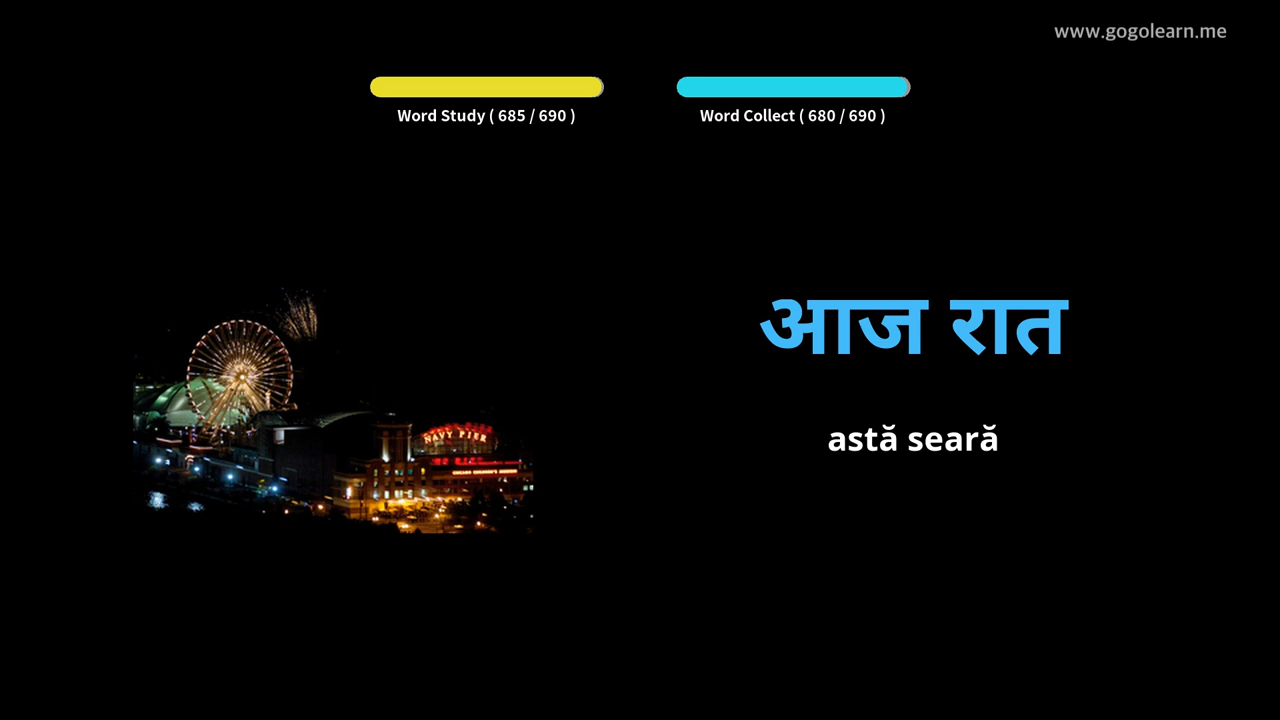 www.gogolearn.me
Word Study ( 685 / 690 )
Word Collect ( 680 / 690 )
आज रात
astă seară
NAVY PIER